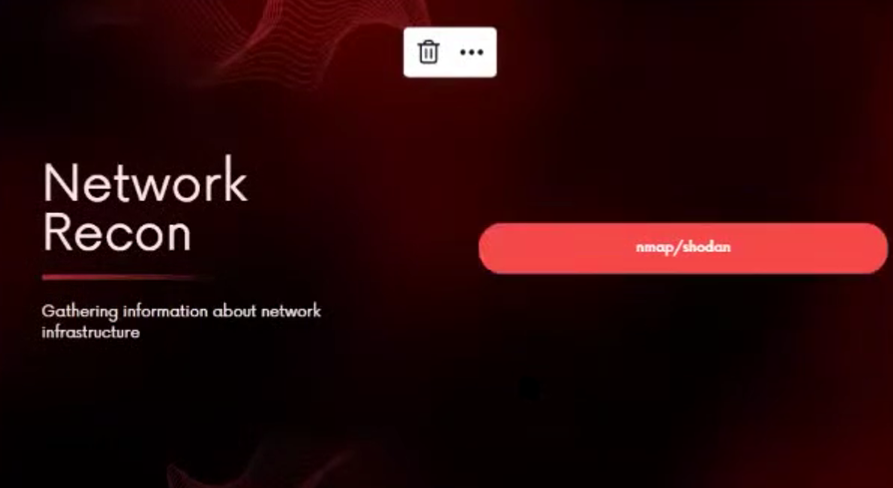 Network
Recon
Gathering information about network
infrastructure
nmap/shodan